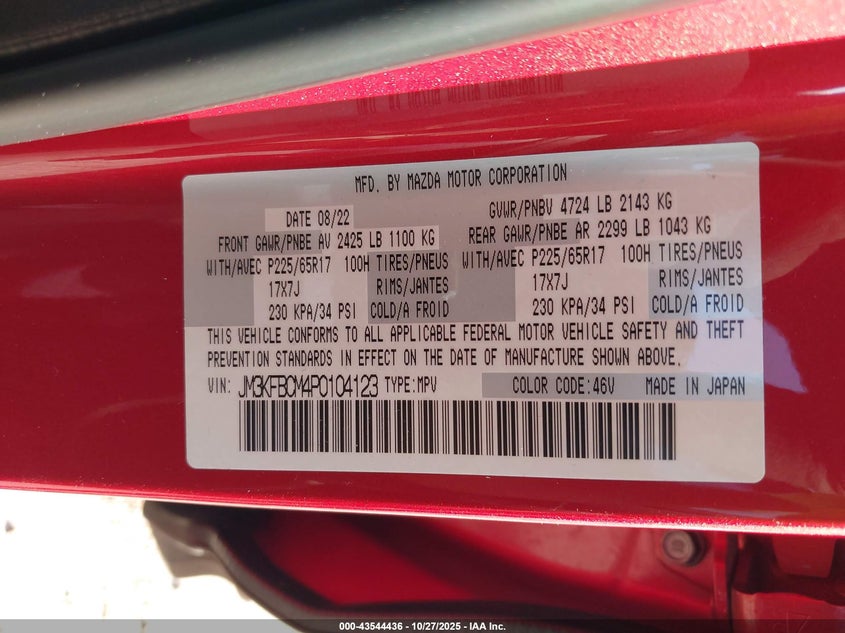 MFD. BY MAZDA MOTOR CORPORATION
DATE 08/22 GVWR/PNBV 4724 LB 2143 KG
FRONT GAWR/PNBE AV 2425 LB 1100 KG REAR GAWR/PNBE AR 2299 LB 1043 KG
WITH/AVEC P225/65R17 100H TIRES/PNEUS WITH/AVEC P225/65R17 100H TIRES/PNEUS
17X7J RIMS/JANTES 17X7J RIMS/JANTES
230 KPA/34 PSI COLD/A FROID 230 KPA/34 PSI COLD/A FROID
THIS VEHICLE CONFORMS TO ALL APPLICABLE FEDERAL MOTOR VEHICLE SAFETY AND THEFT
PREVENTION STANDARDS IN EFFECT ON THE DATE OF MANUFACTURE SHOWN ABOVE.
VIN: JM3KFBCM4P0104123 TYPE:MPV COLOR CODE:46V MADE IN JAPAN
000-43544436 - 10/27/2025 - IAA Inc.